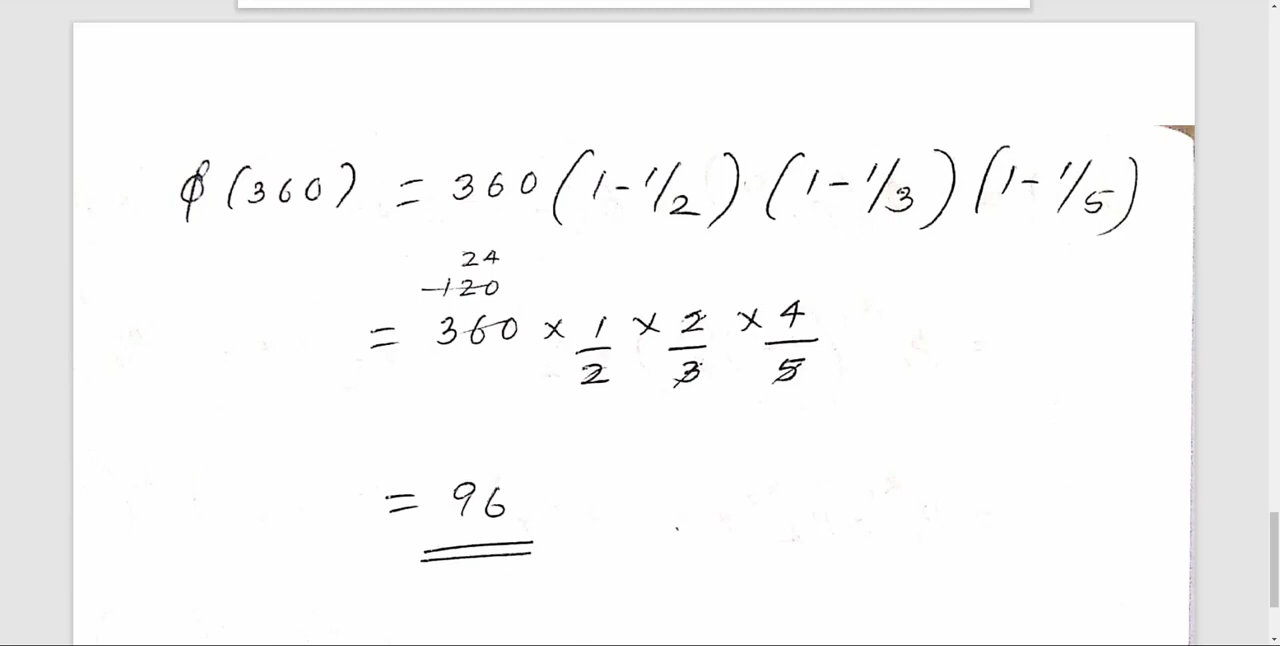 ϕ(360) = 360 (1 - 1/2) (1 - 1/3) (1 - 1/5)
24
120
= 360 × 1/2 × 2/3 × 4/5
= 96